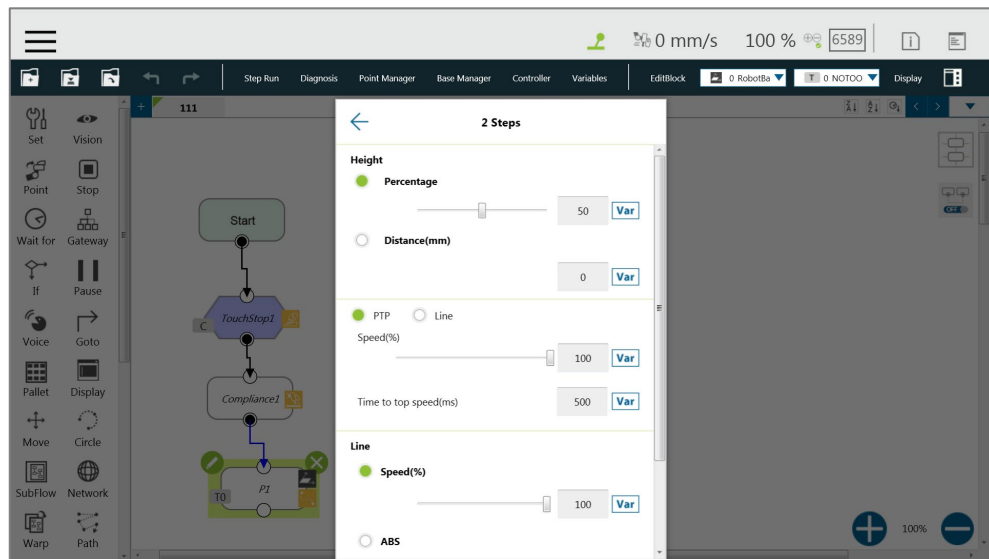 0 mm/s 100 % 6589
Step Run Diagnosis Point Manager Base Manager Controller Variables EditBlock 0 RobotBa T 0 NOTOO Display
111
Set Vision
Point Stop
Wait for Gateway
If Pause
Voice Goto
Pallet Display
Move Circle
SubFlow Network
Warp Path
Start
C TouchStop1
Compliance1
T0 P1
2 Steps
Height
Percentage
50 Var
Distance(mm)
0 Var
PTP Line
Speed(%)
100 Var
Time to top speed(ms) 500 Var
Line
Speed(%)
100 Var
ABS
OFF
100%